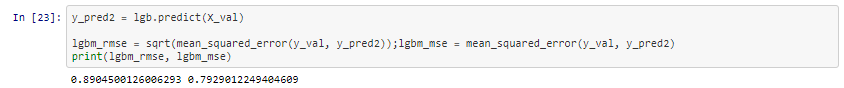 In [23]: y_pred2 = lgb.predict(X_val)
lgbm_rmse = sqrt(mean_squared_error(y_val, y_pred2));lgbm_mse = mean_squared_error(y_val, y_pred2)
print(lgbm_rmse, lgbm_mse)
0.8904500126006293 0.7929012249404609